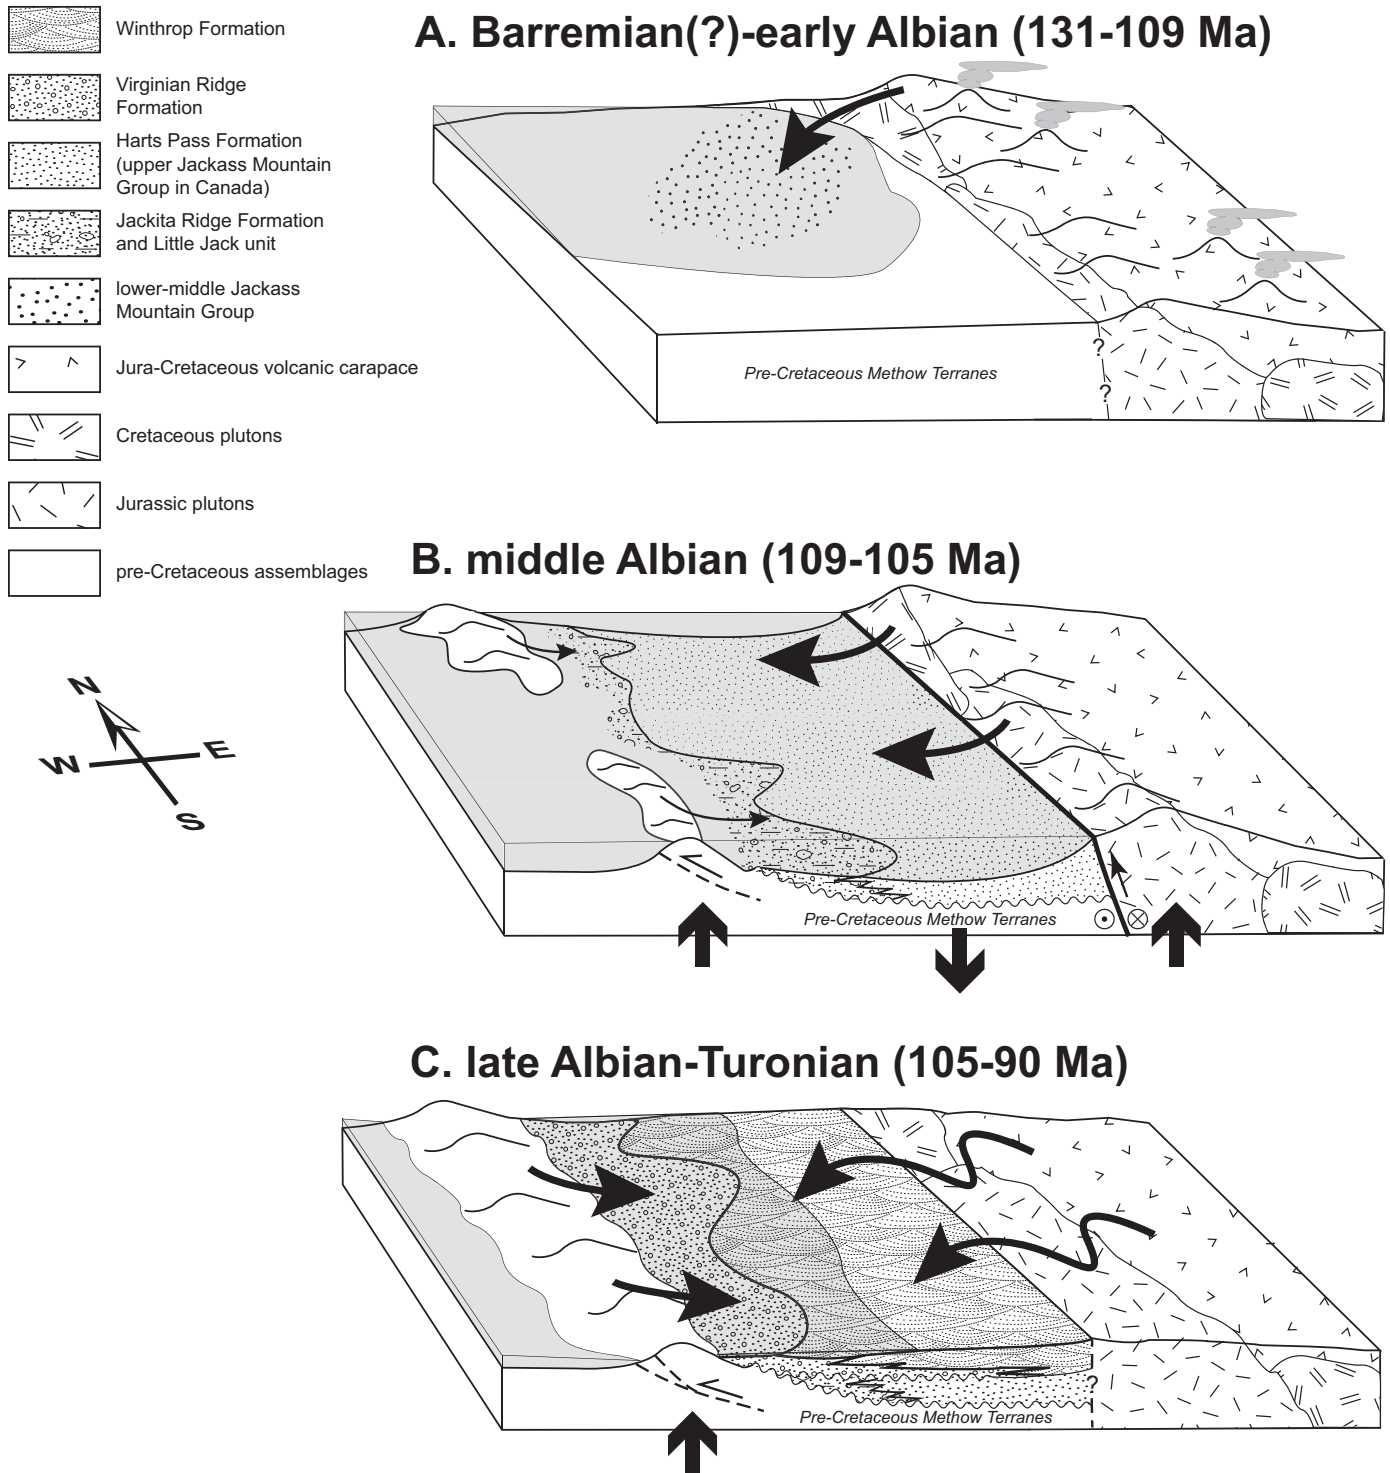 Winthrop Formation
Virginian Ridge
Formation
Harts Pass Formation
(upper Jackass Mountain
Group in Canada)
Jackita Ridge Formation
and Little Jack unit
lower-middle Jackass
Mountain Group
Jura-Cretaceous volcanic carapace
Cretaceous plutons
Jurassic plutons
pre-Cretaceous assemblages
N
W
E
S
A. Barremian(?)-early Albian (131-109 Ma)
Pre-Cretaceous Methow Terranes
?
?
B. middle Albian (109-105 Ma)
Pre-Cretaceous Methow Terranes
C. late Albian-Turonian (105-90 Ma)
?
Pre-Cretaceous Methow Terranes